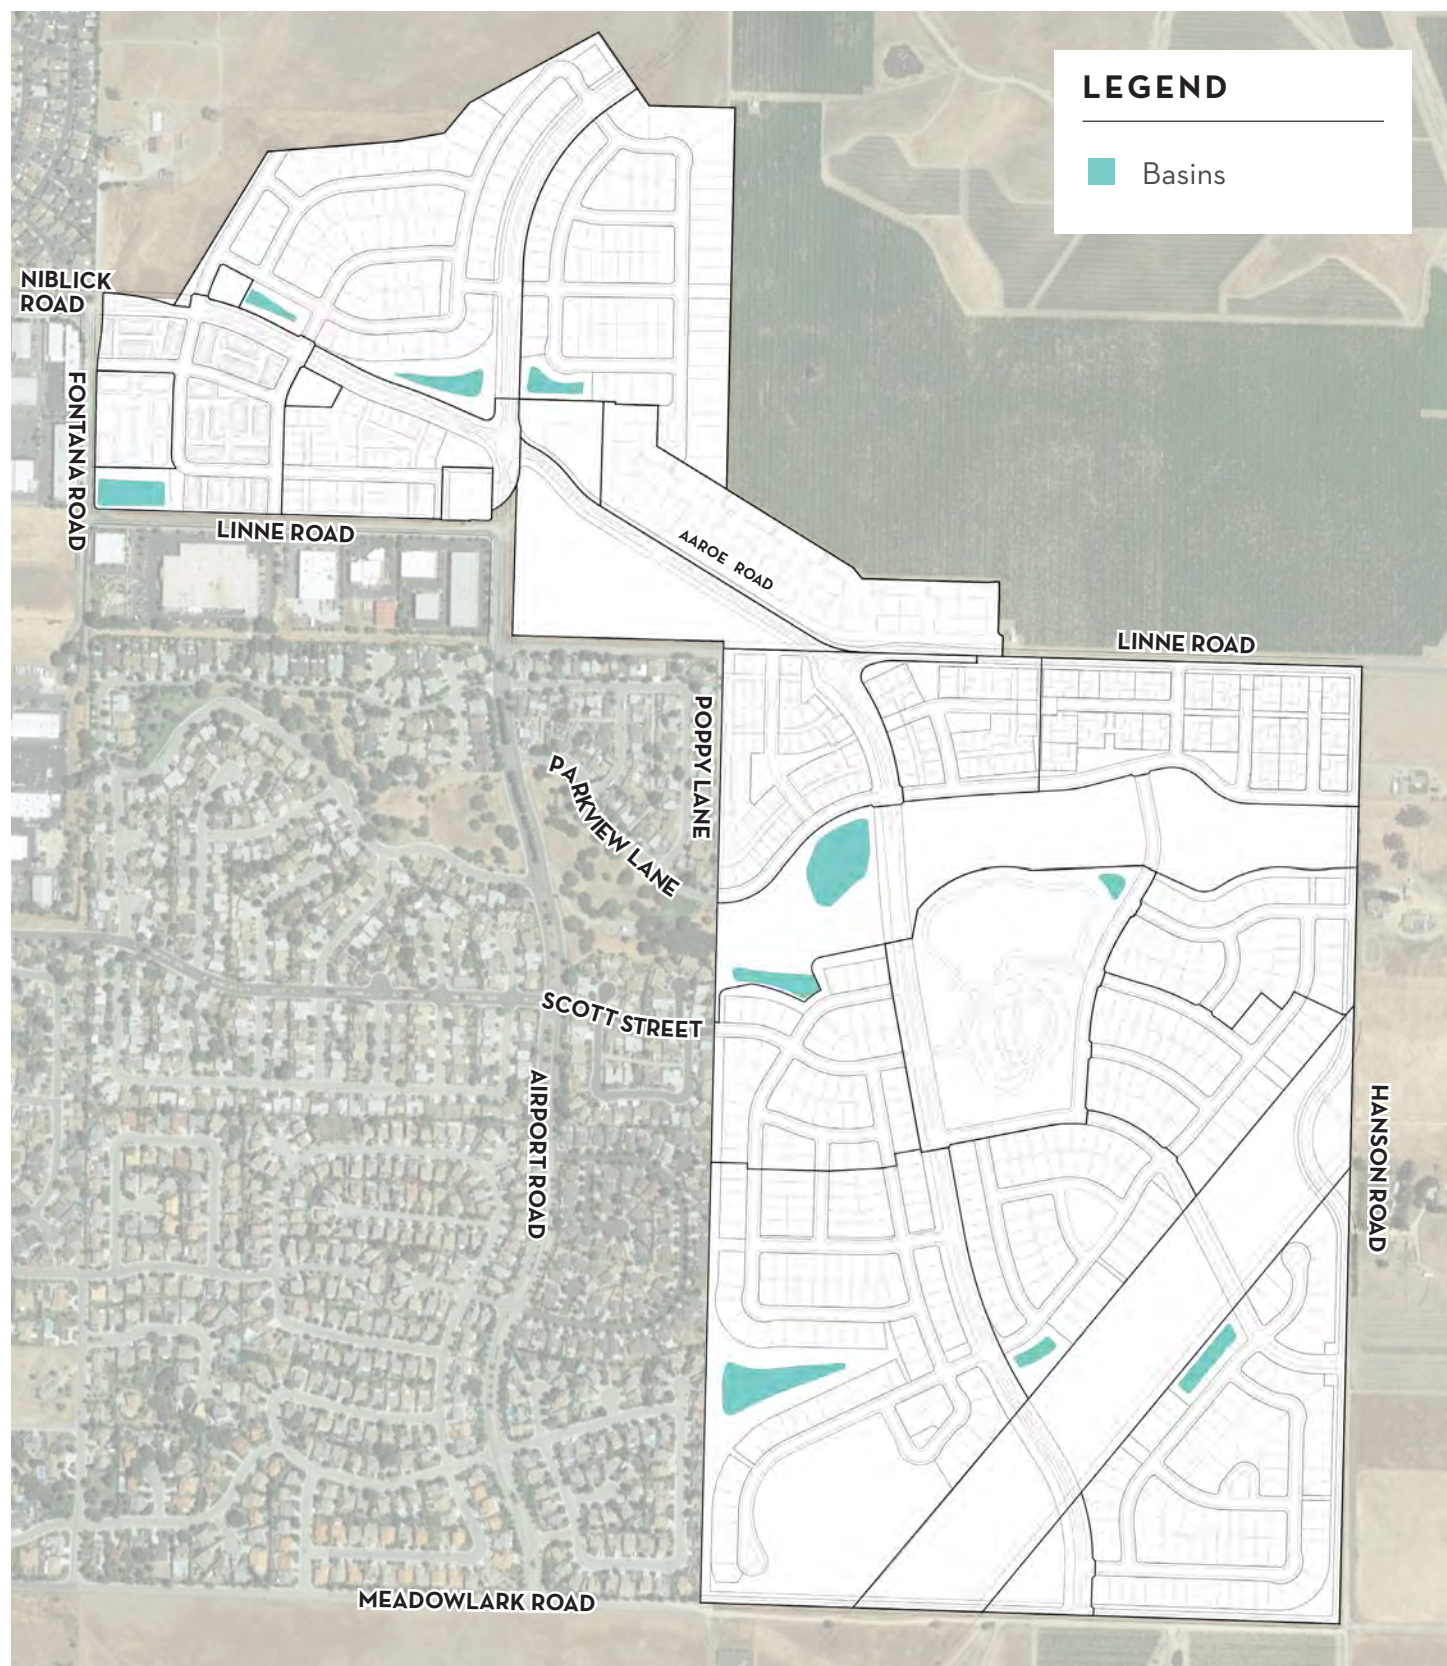 LEGEND
Basins
NIBLICK
ROAD
FONTANA ROAD
LINNE ROAD
AAROE ROAD
LINNE ROAD
POPPY LANE
PARKVIEW LANE
SCOTT STREET
AIRPORT ROAD
HANSON ROAD
MEADOWLARK ROAD